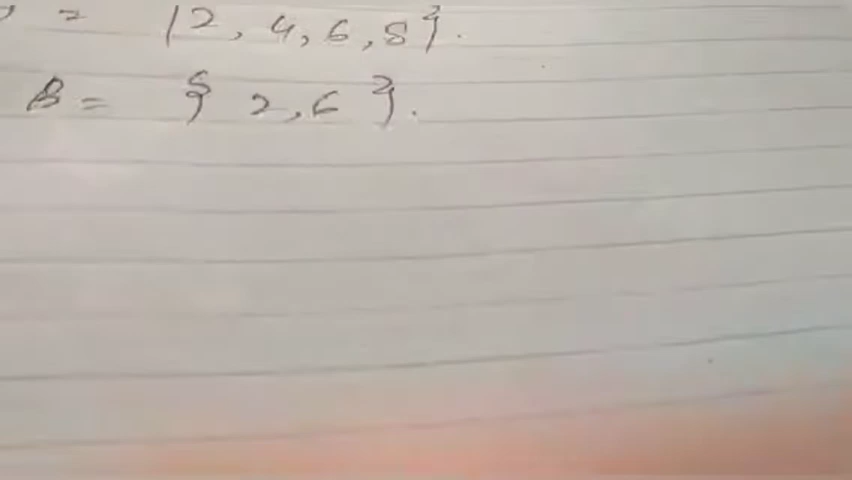 = {2, 4, 6, 8}.
B = { 2, 6 }.